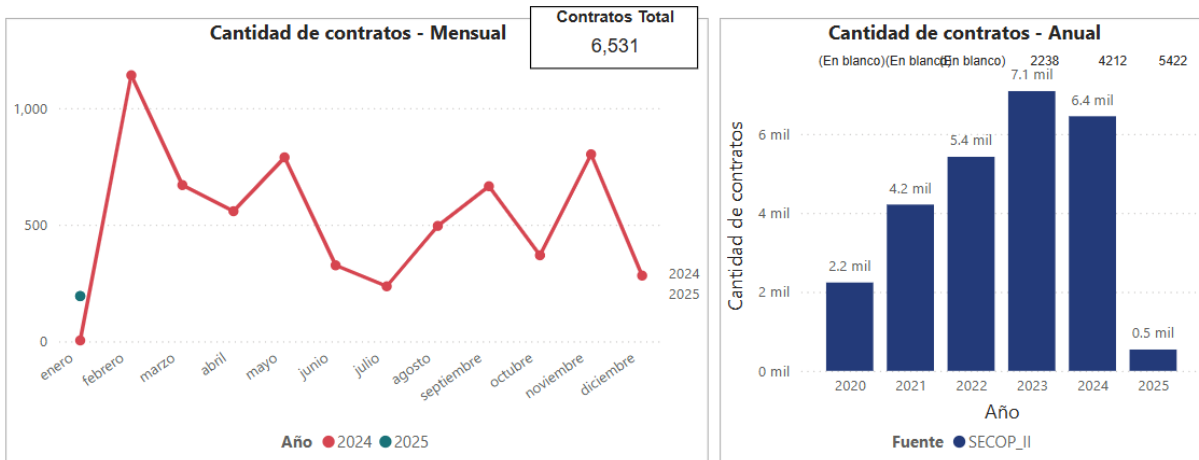 Cantidad de contratos - Mensual
Contratos Total
6,531
1,000
500
0
enero
febrero
marzo
abril
mayo
junio
julio
agosto
septiembre
octubre
noviembre
diciembre
2024
2025
Año 2024 2025
Cantidad de contratos - Anual
(En blanco) (En blanco) (En blanco) 2238 4212 5422
Cantidad de contratos
6 mil
4 mil
2 mil
0 mil
2.2 mil
4.2 mil
5.4 mil
7.1 mil
6.4 mil
0.5 mil
2020 2021 2022 2023 2024 2025
Año
Fuente SECOP_II